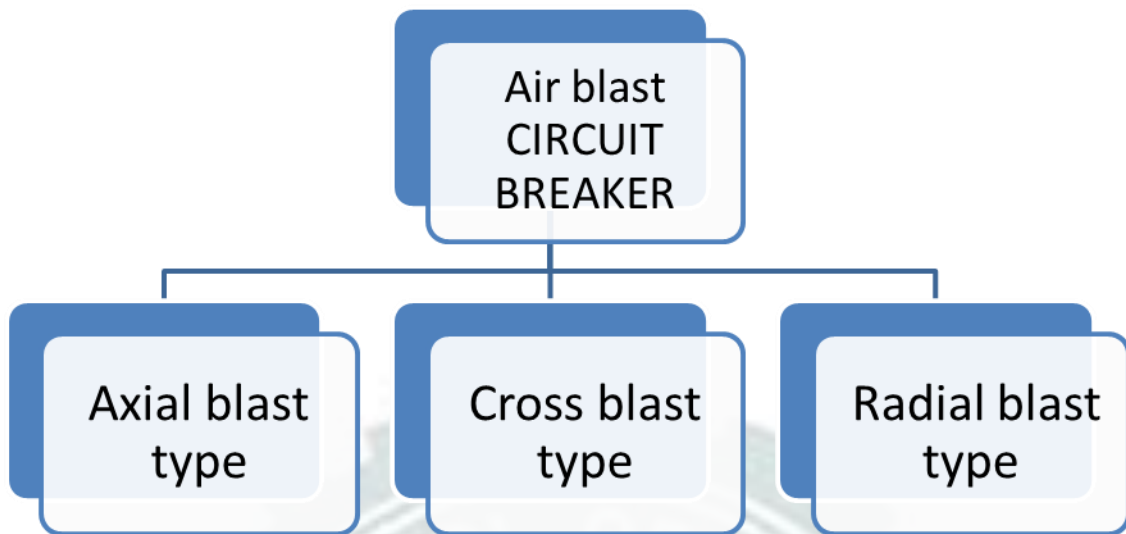 Air blast
CIRCUIT
BREAKER
Axial blast
type
Cross blast
type
Radial blast
type